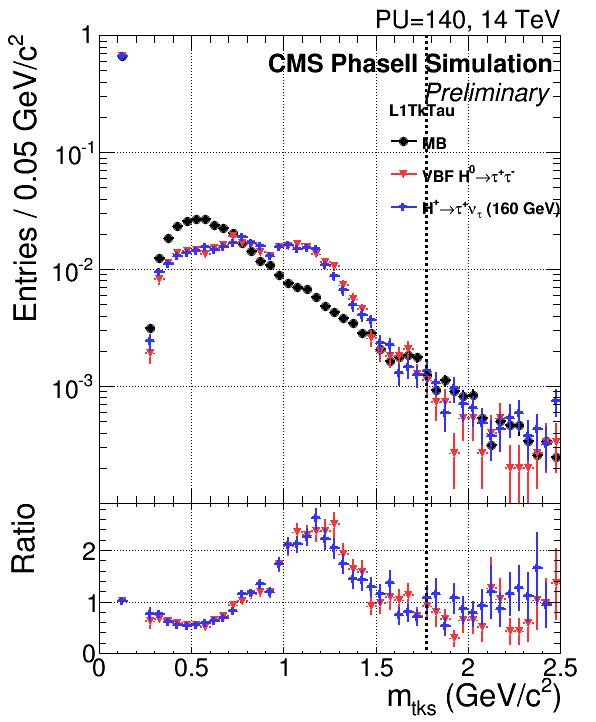 PU=140, 14 TeV
CMS PhaseII Simulation
Preliminary
L1TkTau
MB
VBF H⁰→τ⁺τ⁻
H⁺→τ⁺ν_τ (160 GeV)
Entries / 0.05 GeV/c²
1
10⁻¹
10⁻²
10⁻³
Ratio
2
1
0
0 0.5 1 1.5 2 2.5
m_tks (GeV/c²)